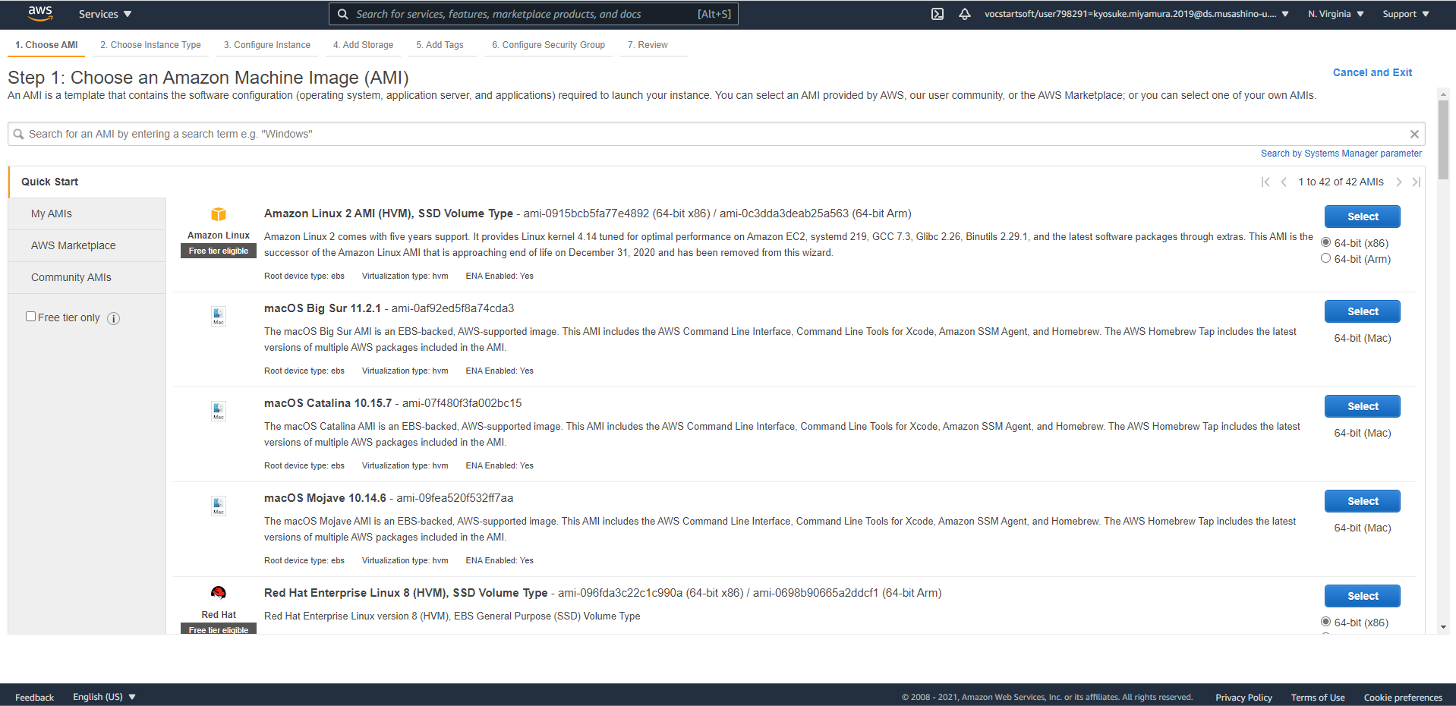 aws Services Search for services, features, marketplace products, and docs [Alt+S] vocstartsoft/user798291=kyosuke.miyamura.2019@ds.musashino-u.... N. Virginia Support
1. Choose AMI 2. Choose Instance Type 3. Configure Instance 4. Add Storage 5. Add Tags 6. Configure Security Group 7. Review
Step 1: Choose an Amazon Machine Image (AMI)
Cancel and Exit
An AMI is a template that contains the software configuration (operating system, application server, and applications) required to launch your instance. You can select an AMI provided by AWS, our user community, or the AWS Marketplace; or you can select one of your own AMIs.
Search for an AMI by entering a search term e.g. "Windows"
Search by Systems Manager parameter
Quick Start
1 to 42 of 42 AMIs
My AMIs
AWS Marketplace
Community AMIs
Free tier only
Amazon Linux
Free tier eligible
Amazon Linux 2 AMI (HVM), SSD Volume Type - ami-0915bcb5fa77e4892 (64-bit x86) / ami-0c3dda3deab25a563 (64-bit Arm)
Amazon Linux 2 comes with five years support. It provides Linux kernel 4.14 tuned for optimal performance on Amazon EC2, systemd 219, GCC 7.3, Glibc 2.26, Binutils 2.29.1, and the latest software packages through extras. This AMI is the
successor of the Amazon Linux AMI that is approaching end of life on December 31, 2020 and has been removed from this wizard.
Root device type: ebs Virtualization type: hvm ENA Enabled: Yes
Select
64-bit (x86)
64-bit (Arm)
Mac
macOS Big Sur 11.2.1 - ami-0af92ed5f8a74cda3
The macOS Big Sur AMI is an EBS-backed, AWS-supported image. This AMI includes the AWS Command Line Interface, Command Line Tools for Xcode, Amazon SSM Agent, and Homebrew. The AWS Homebrew Tap includes the latest
versions of multiple AWS packages included in the AMI.
Root device type: ebs Virtualization type: hvm ENA Enabled: Yes
Select
64-bit (Mac)
Mac
macOS Catalina 10.15.7 - ami-07f480f3fa002bc15
The macOS Catalina AMI is an EBS-backed, AWS-supported image. This AMI includes the AWS Command Line Interface, Command Line Tools for Xcode, Amazon SSM Agent, and Homebrew. The AWS Homebrew Tap includes the latest
versions of multiple AWS packages included in the AMI.
Root device type: ebs Virtualization type: hvm ENA Enabled: Yes
Select
64-bit (Mac)
Mac
macOS Mojave 10.14.6 - ami-09fea520f532ff7aa
The macOS Mojave AMI is an EBS-backed, AWS-supported image. This AMI includes the AWS Command Line Interface, Command Line Tools for Xcode, Amazon SSM Agent, and Homebrew. The AWS Homebrew Tap includes the latest
versions of multiple AWS packages included in the AMI.
Root device type: ebs Virtualization type: hvm ENA Enabled: Yes
Select
64-bit (Mac)
Red Hat
Free tier eligible
Red Hat Enterprise Linux 8 (HVM), SSD Volume Type - ami-096fda3c22c1c990a (64-bit x86) / ami-0698b90665a2ddcf1 (64-bit Arm)
Red Hat Enterprise Linux version 8 (HVM), EBS General Purpose (SSD) Volume Type
Select
64-bit (x86)
Feedback English (US) © 2008 - 2021, Amazon Web Services, Inc. or its affiliates. All rights reserved. Privacy Policy Terms of Use Cookie preferences